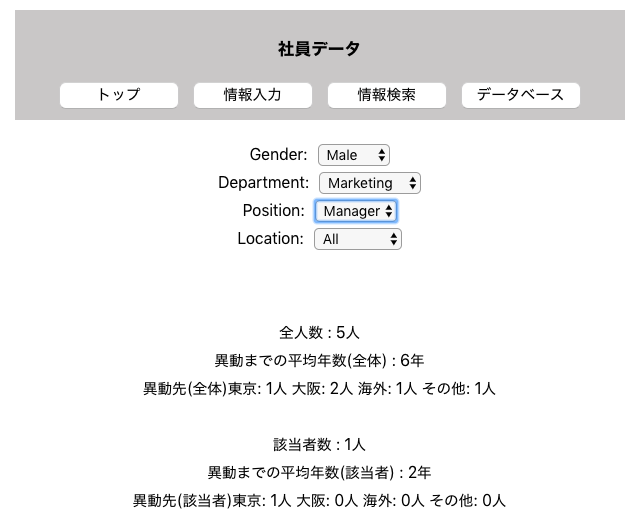 社員データ
トップ 情報入力 情報検索 データベース
Gender: Male
Department: Marketing
Position: Manager
Location: All
全人数 : 5人
異動までの平均年数(全体) : 6年
異動先(全体)東京: 1人 大阪: 2人 海外: 1人 その他: 1人
該当者数 : 1人
異動までの平均年数(該当者) : 2年
異動先(該当者)東京: 1人 大阪: 0人 海外: 0人 その他: 0人